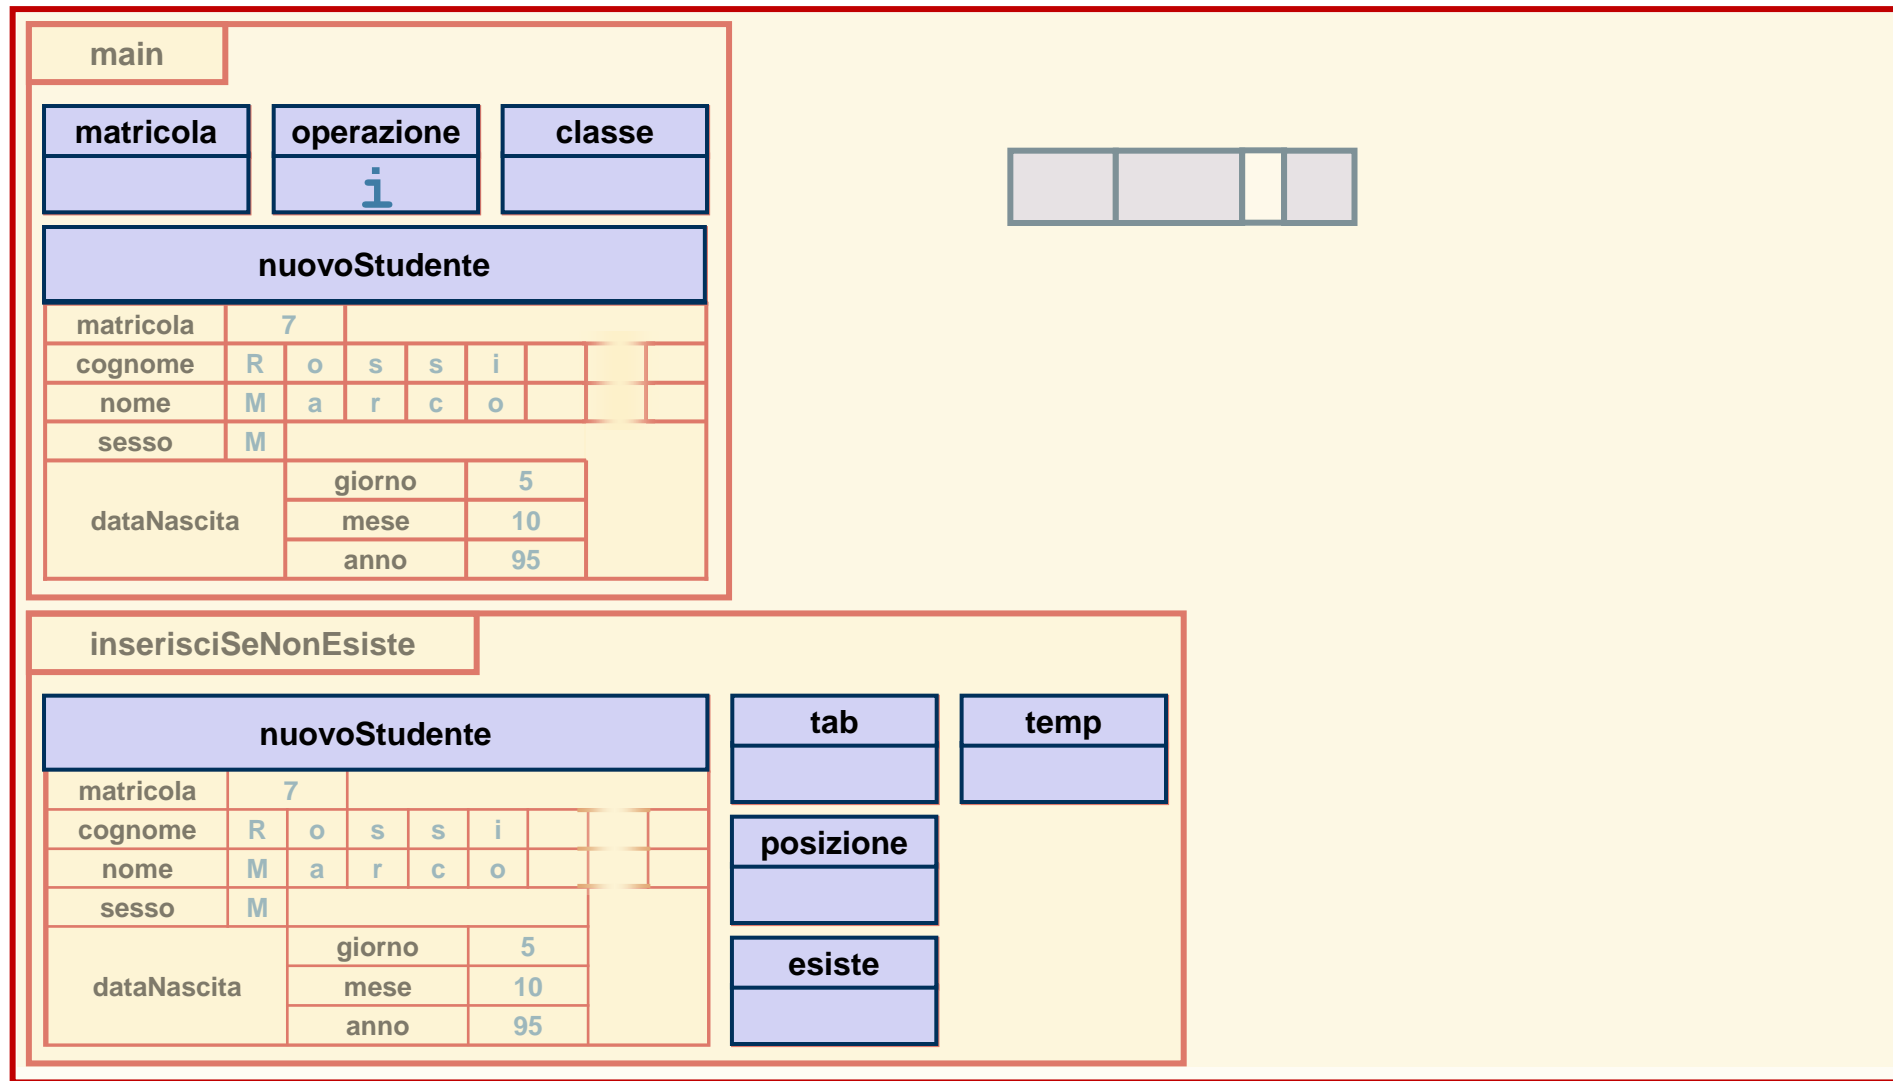 main
matricola operazione classe
i
nuovoStudente
matricola 7
cognome R o s s i
nome M a r c o
sesso M
giorno 5
dataNascita mese 10
anno 95
inserisciSeNonEsiste
nuovoStudente tab temp
matricola 7
cognome R o s s i
posizione
nome M a r c o
sesso M
giorno 5
esiste
dataNascita mese 10
anno 95